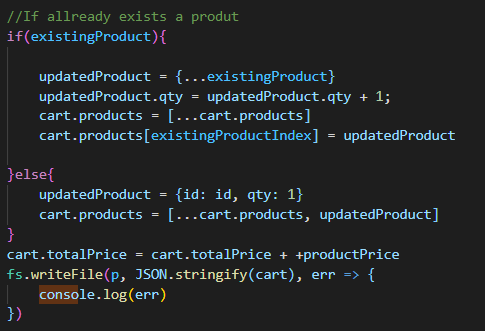 //If allready exists a produt
if(existingProduct){
updatedProduct = {...existingProduct}
updatedProduct.qty = updatedProduct.qty + 1;
cart.products = [...cart.products]
cart.products[existingProductIndex] = updatedProduct
}else{
updatedProduct = {id: id, qty: 1}
cart.products = [...cart.products, updatedProduct]
}
cart.totalPrice = cart.totalPrice + +productPrice
fs.writeFile(p, JSON.stringify(cart), err => {
console.log(err)
})